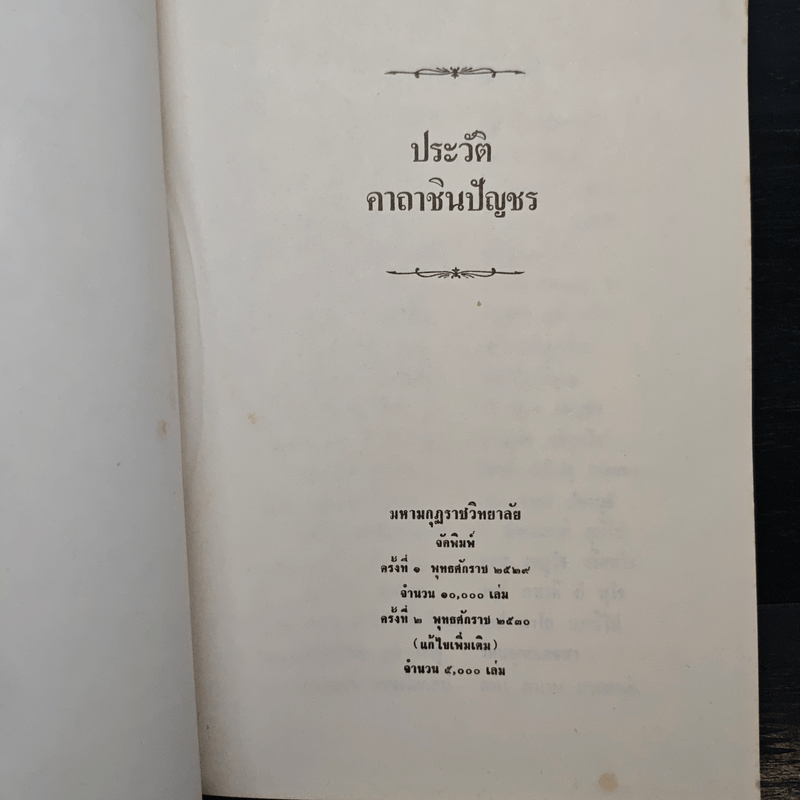 ประวัติ
คาถาชินปัญชร
มหามกุฏราชวิทยาลัย
จัดพิมพ์
ครั้งที่ ๑ พุทธศักราช ๒๕๒๙
จำนวน ๑๐,๐๐๐ เล่ม
ครั้งที่ ๒ พุทธศักราช ๒๕๓๐
(แก้ไขเพิ่มเติม)
จำนวน ๕,๐๐๐ เล่ม